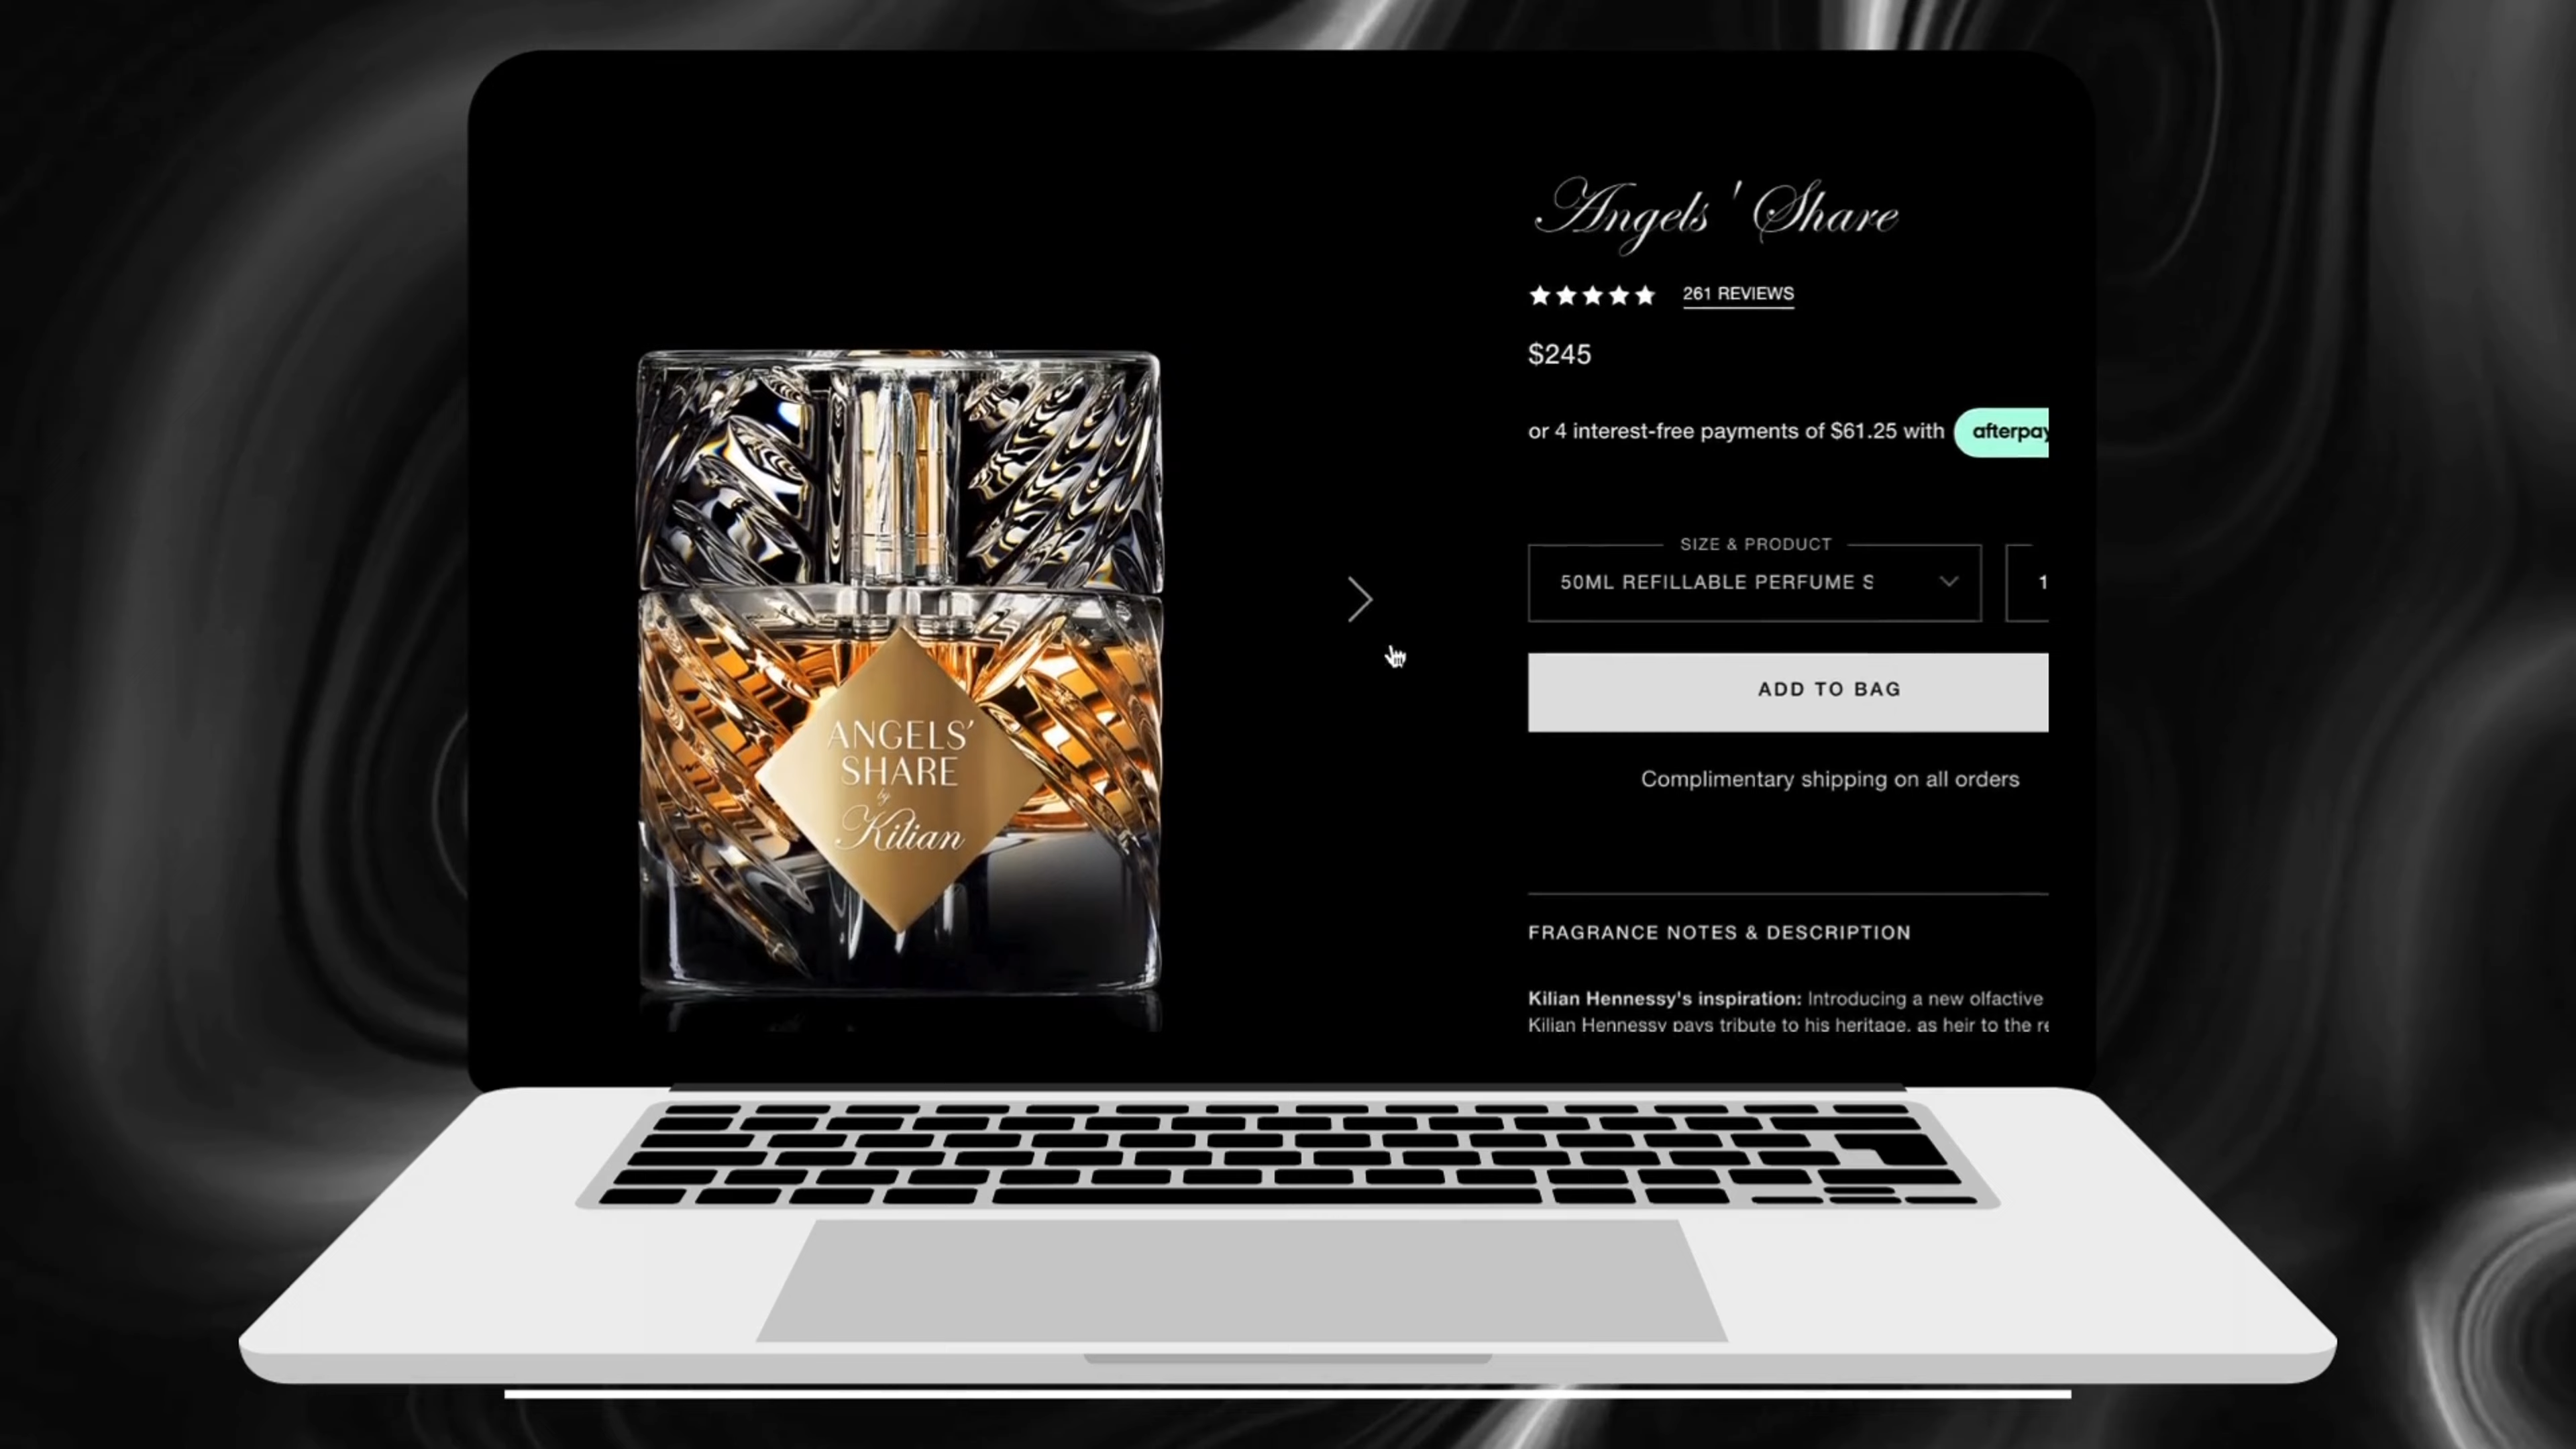 Angels' Share
261 REVIEWS
$245
or 4 interest-free payments of $61.25 with afterpay
SIZE & PRODUCT
50ML REFILLABLE PERFUME S
1
ADD TO BAG
Complimentary shipping on all orders
FRAGRANCE NOTES & DESCRIPTION
Kilian Hennessy's inspiration: Introducing a new olfactive
Kilian Hennessy pays tribute to his heritage, as heir to the
ANGELS'
SHARE
by
Kilian